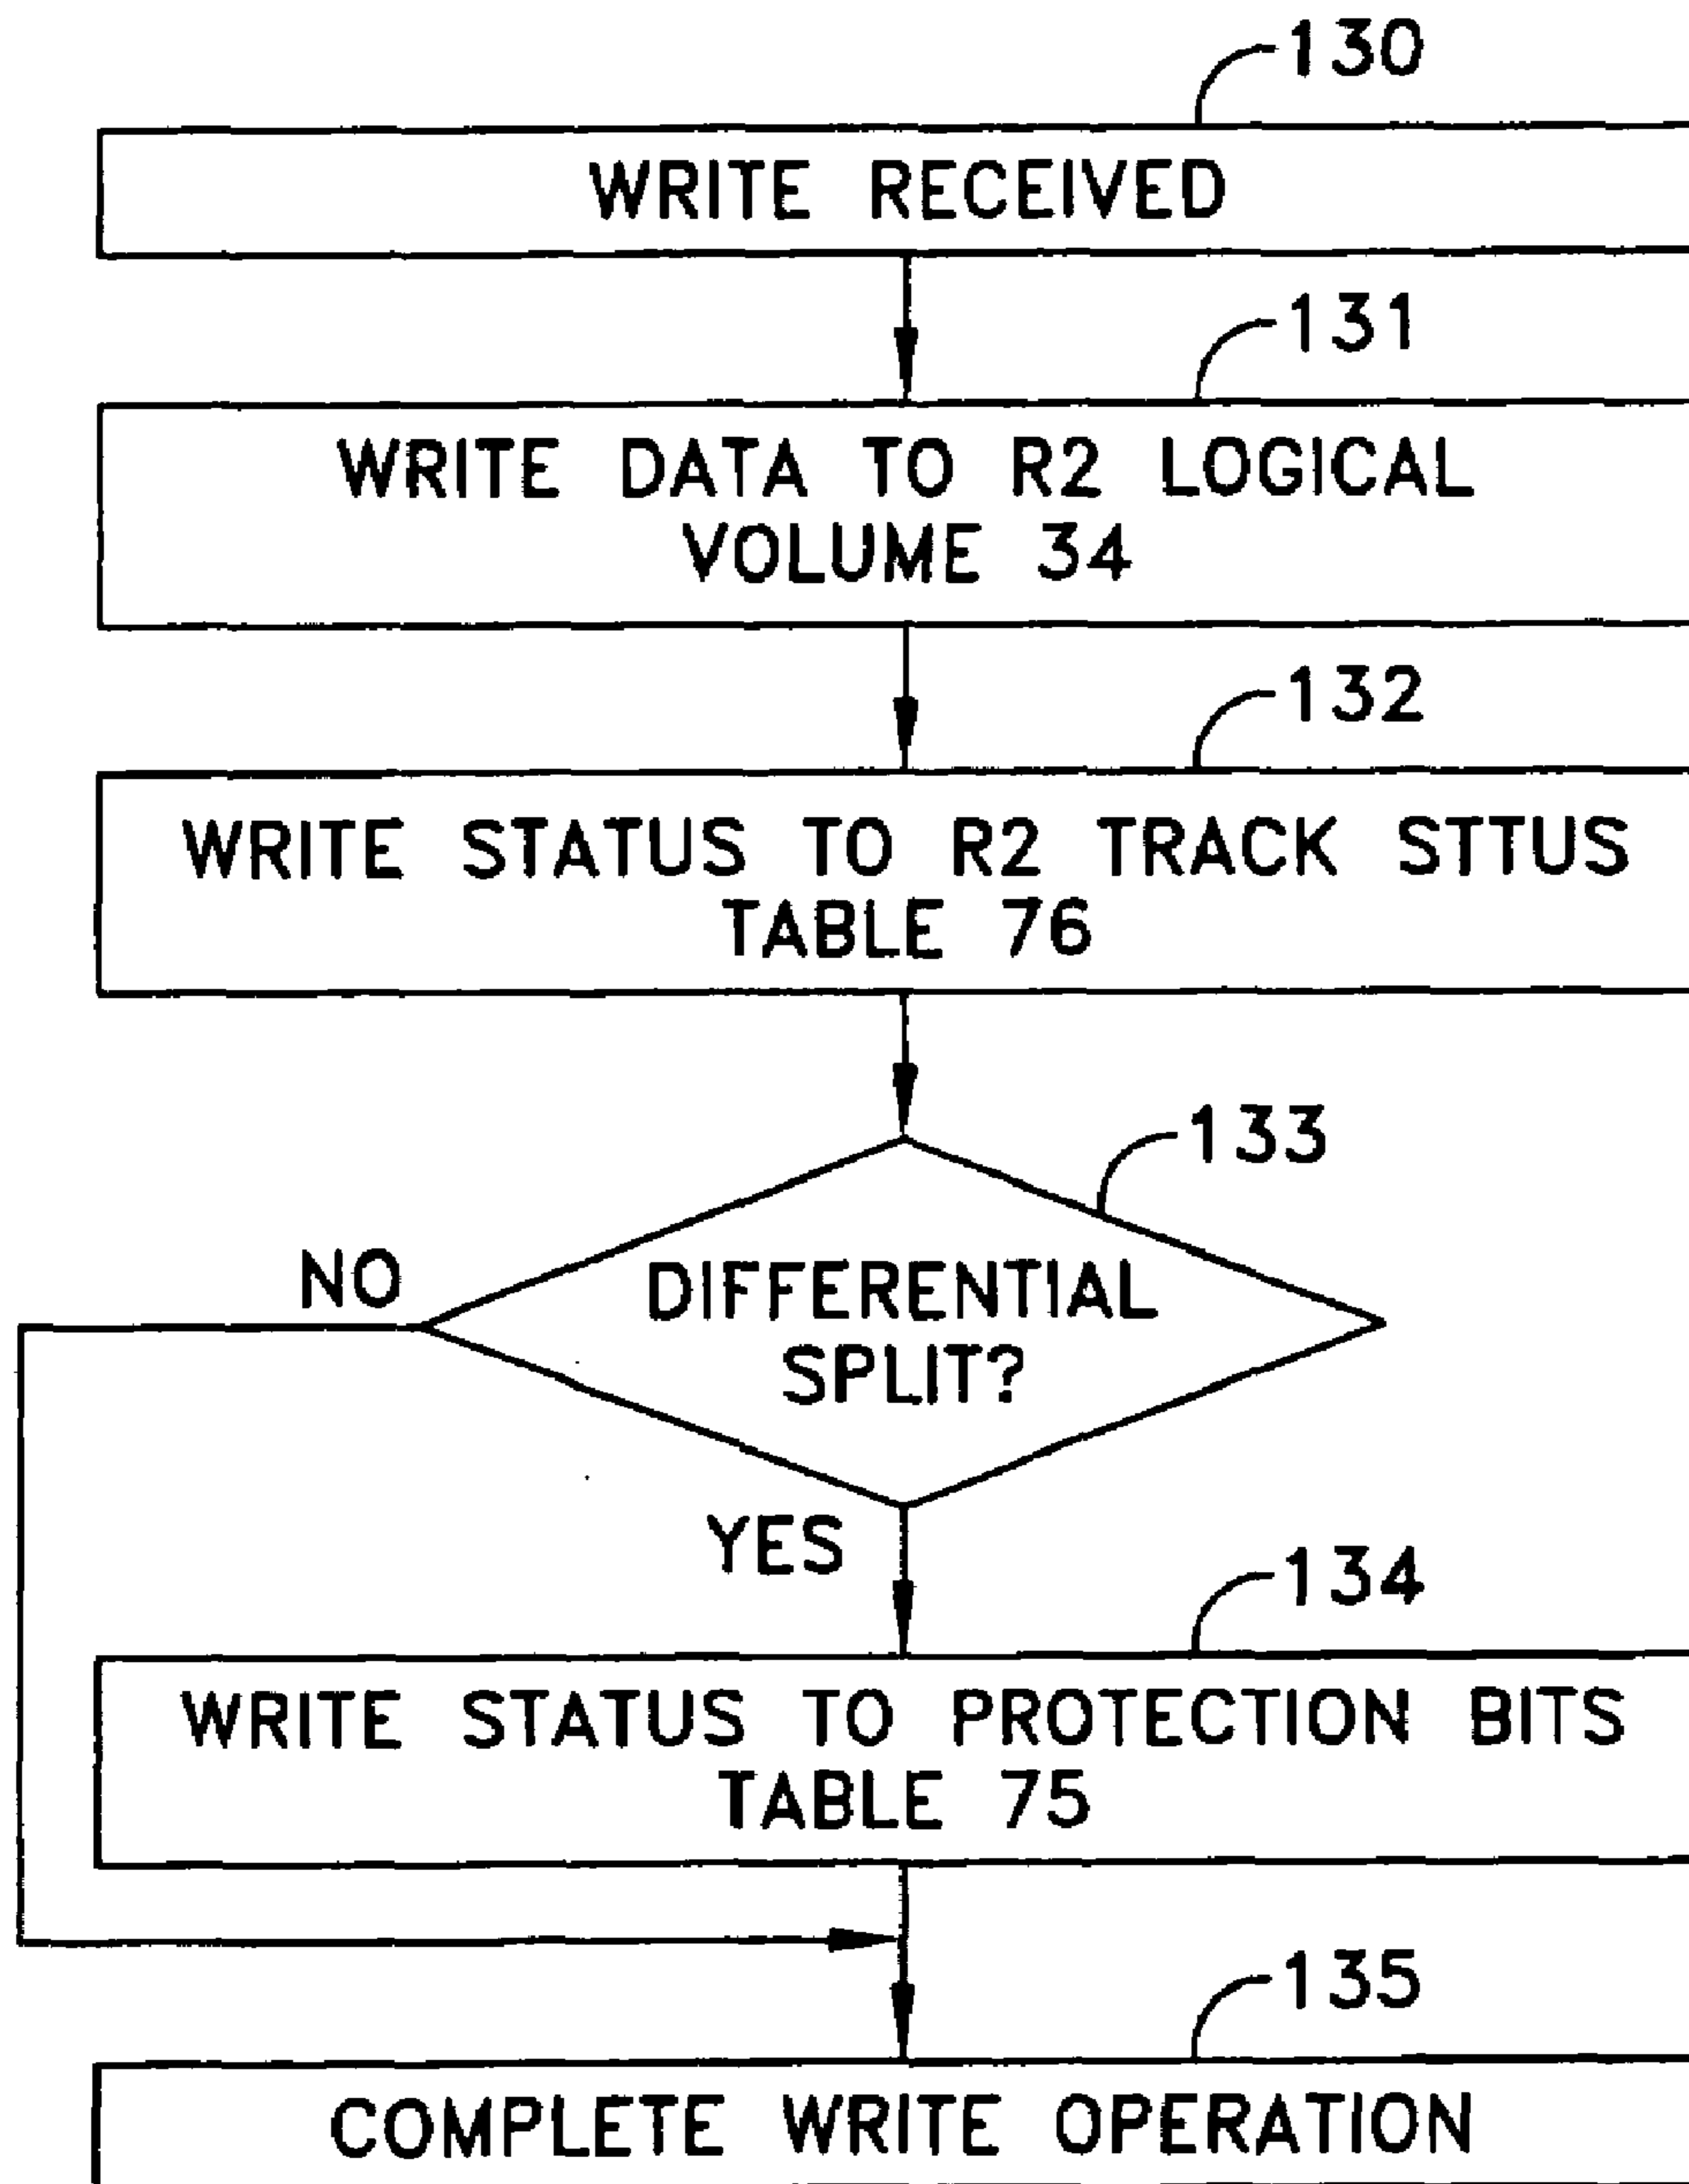 130
WRITE RECEIVED
131
WRITE DATA TO R2 LOGICAL
VOLUME 34
132
WRITE STATUS TO R2 TRACK STTUS
TABLE 76
133
NO
DIFFERENTIAL
SPLIT?
YES
134
WRITE STATUS TO PROTECTION BITS
TABLE 75
135
COMPLETE WRITE OPERATION